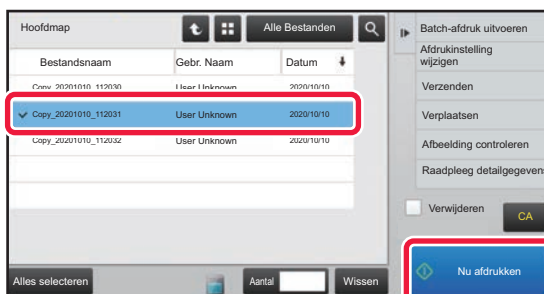 Hoofdmap
Alle Bestanden
Bestandsnaam Gebr. Naam Datum
Copy_20201010_112030 User Unknown 2020/10/10
Copy_20201010_112031 User Unknown 2020/10/10
Copy_20201010_112032 User Unknown 2020/10/10
Alles selecteren
Aantal
Wissen
Batch-afdruk uitvoeren
Afdrukinstelling
wijzigen
Verzenden
Verplaatsen
Afbeelding controleren
Raadpleeg detailgegevens
Verwijderen
CA
Nu afdrukken